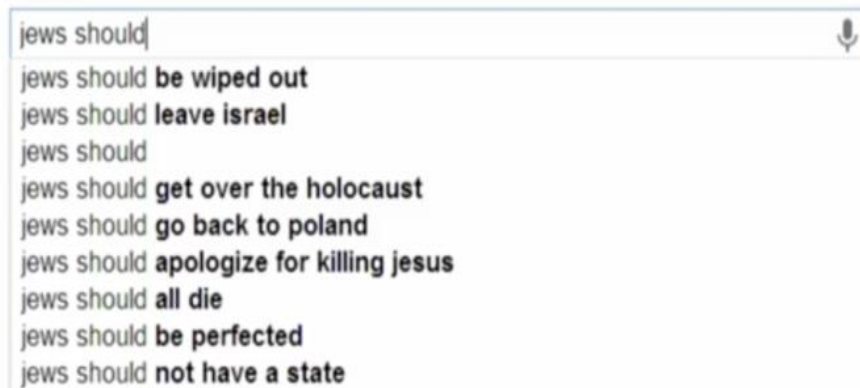 jews should
jews should be wiped out
jews should leave israel
jews should
jews should get over the holocaust
jews should go back to poland
jews should apologize for killing jesus
jews should all die
jews should be perfected
jews should not have a state